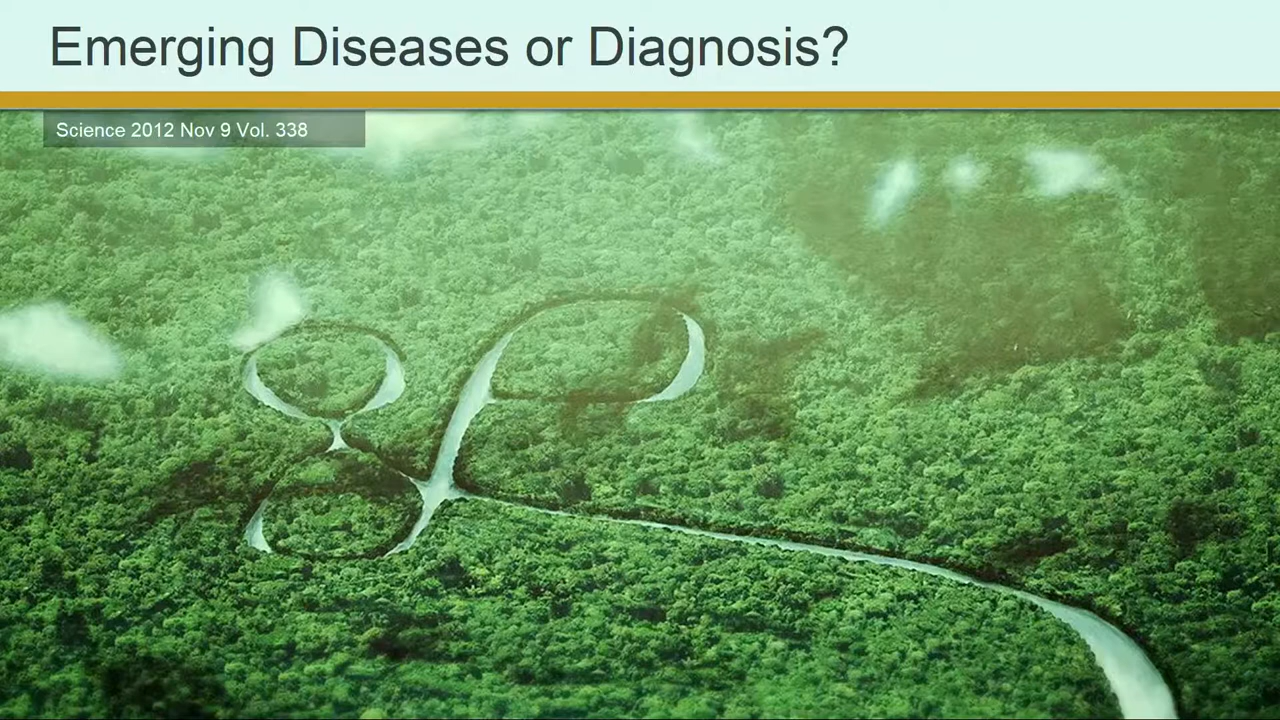 Emerging Diseases or Diagnosis?
Science 2012 Nov 9 Vol. 338